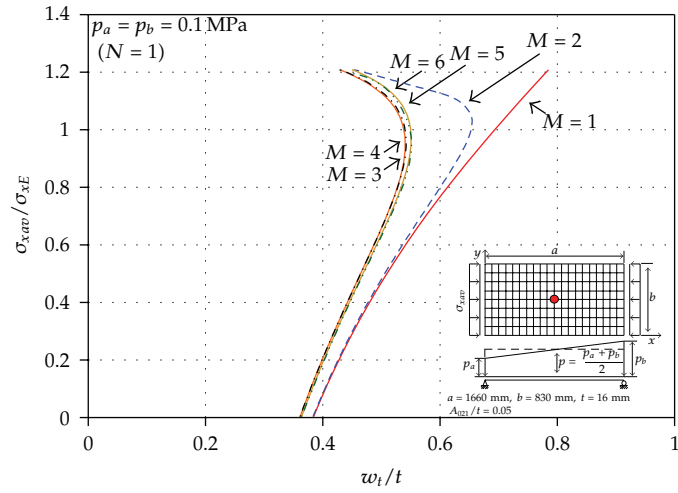 p_a = p_b = 0.1 MPa
(N = 1)
M = 6
M = 5
M = 2
M = 1
M = 4
M = 3
1.4
1.2
1
0.8
0.6
0.4
0.2
0
σ_xav/σ_xE
0 0.2 0.4 0.6 0.8 1
w_t/t
y a
σ_xav b
x
p_a p = (p_a + p_b)/2 p_b
a = 1660 mm, b = 830 mm, t = 16 mm
A_021/t = 0.05